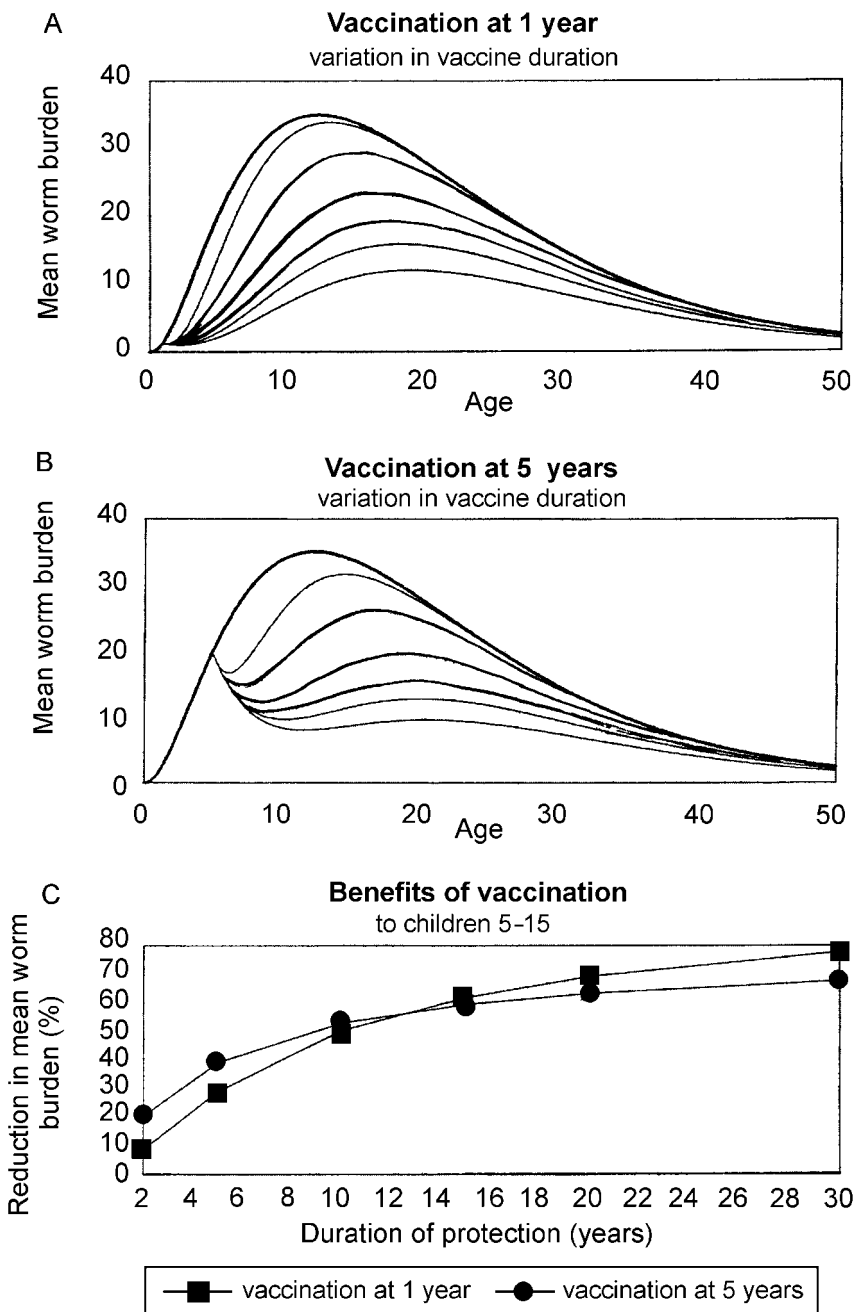 A
Vaccination at 1 year
variation in vaccine duration
Mean worm burden
40
30
20
10
0
0 10 20 30 40 50
Age
B
Vaccination at 5 years
variation in vaccine duration
Mean worm burden
40
30
20
10
0
0 10 20 30 40 50
Age
C
Benefits of vaccination
to children 5–15
Reduction in mean worm
burden (%)
80
70
60
50
40
30
20
10
0
2 4 6 8 10 12 14 16 18 20 22 24 26 28 30
Duration of protection (years)
vaccination at 1 year vaccination at 5 years